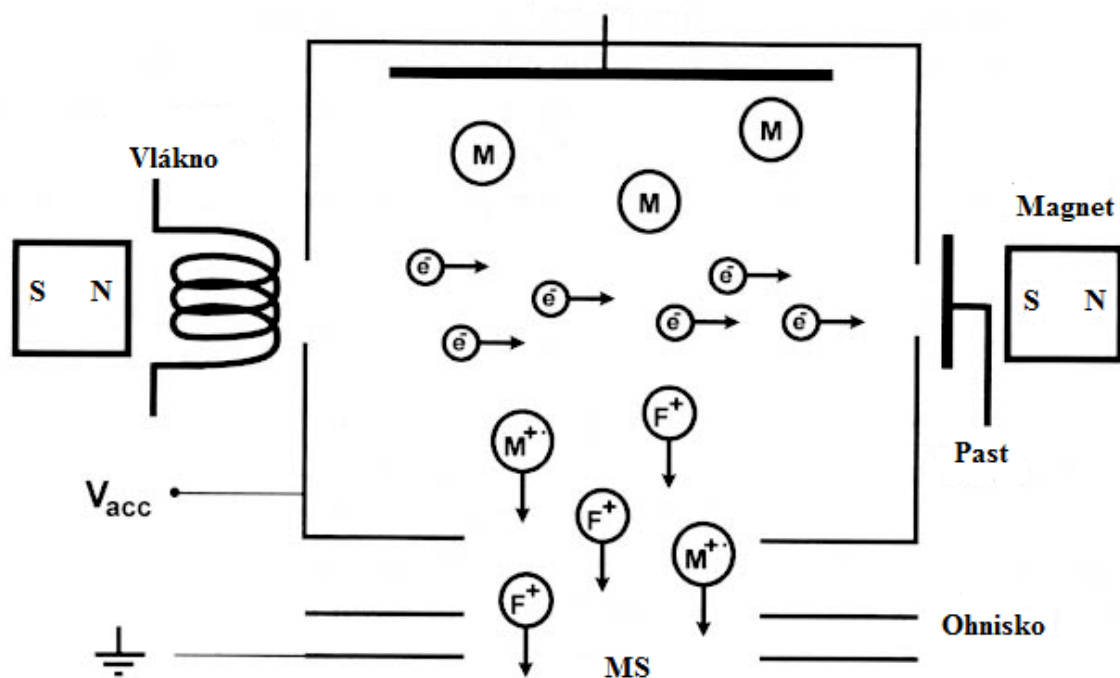 M
M
Vlákno
M
Magnet
S N
e⁻
e⁻
e⁻
e⁻
e⁻
e⁻
S N
F⁺
M⁺·
Past
Vacc
F⁺
M⁺·
F⁺
Ohnisko
MS